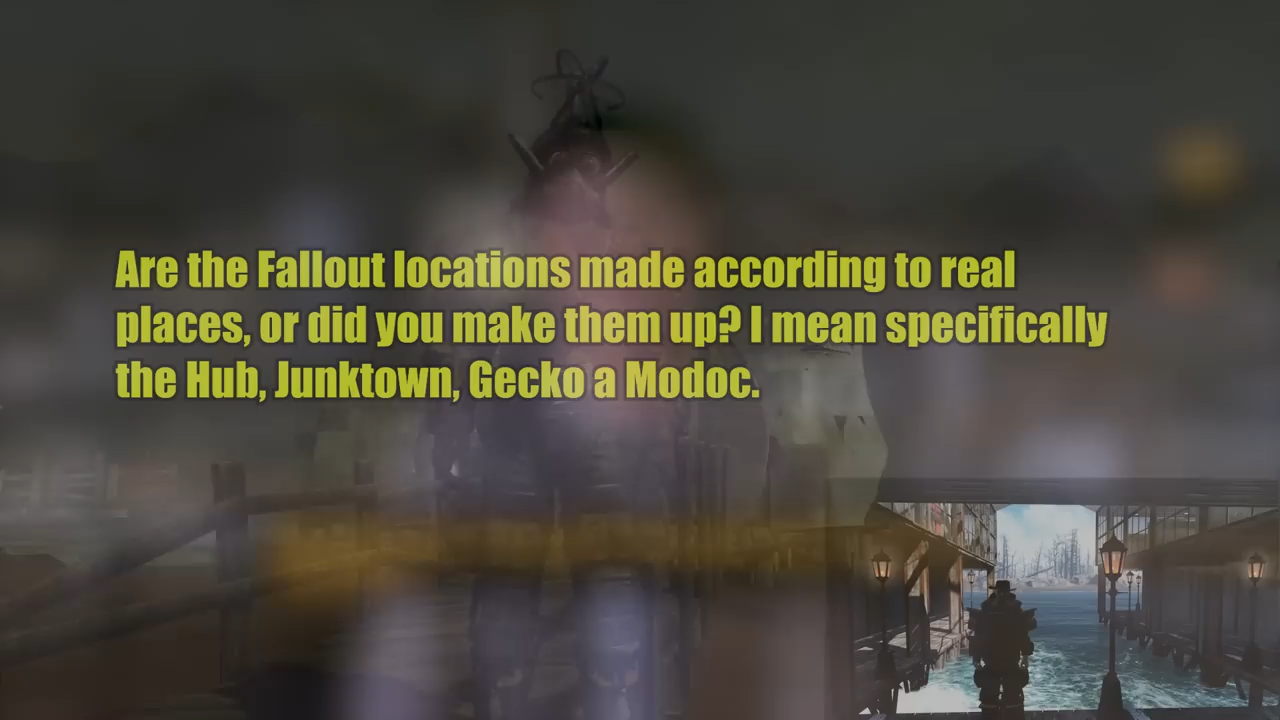 Are the Fallout locations made according to real
places, or did you make them up? I mean specifically
the Hub, Junktown, Gecko a Modoc.